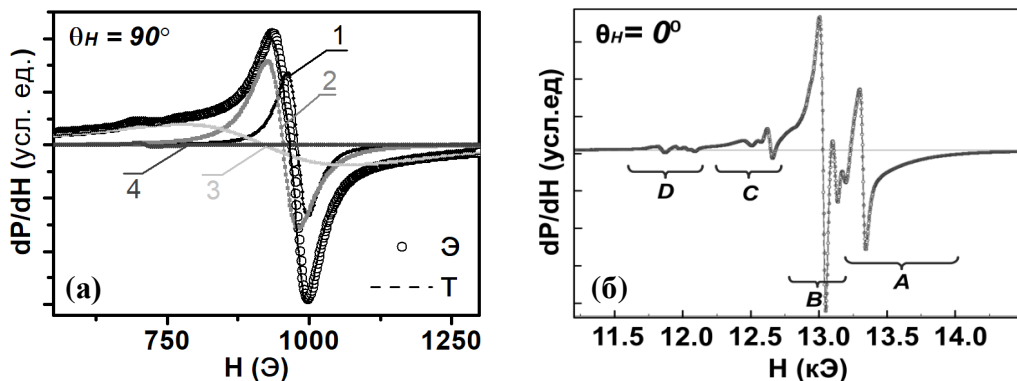 θH = 90°
1
2
3
4
Э
Т
(а)
dP/dH (усл. ед.)
750
1000
1250
H (Э)
θH= 0º
D
C
B
A
(б)
dP/dH (усл.ед)
11.5
12.0
12.5
13.0
13.5
14.0
H (кЭ)